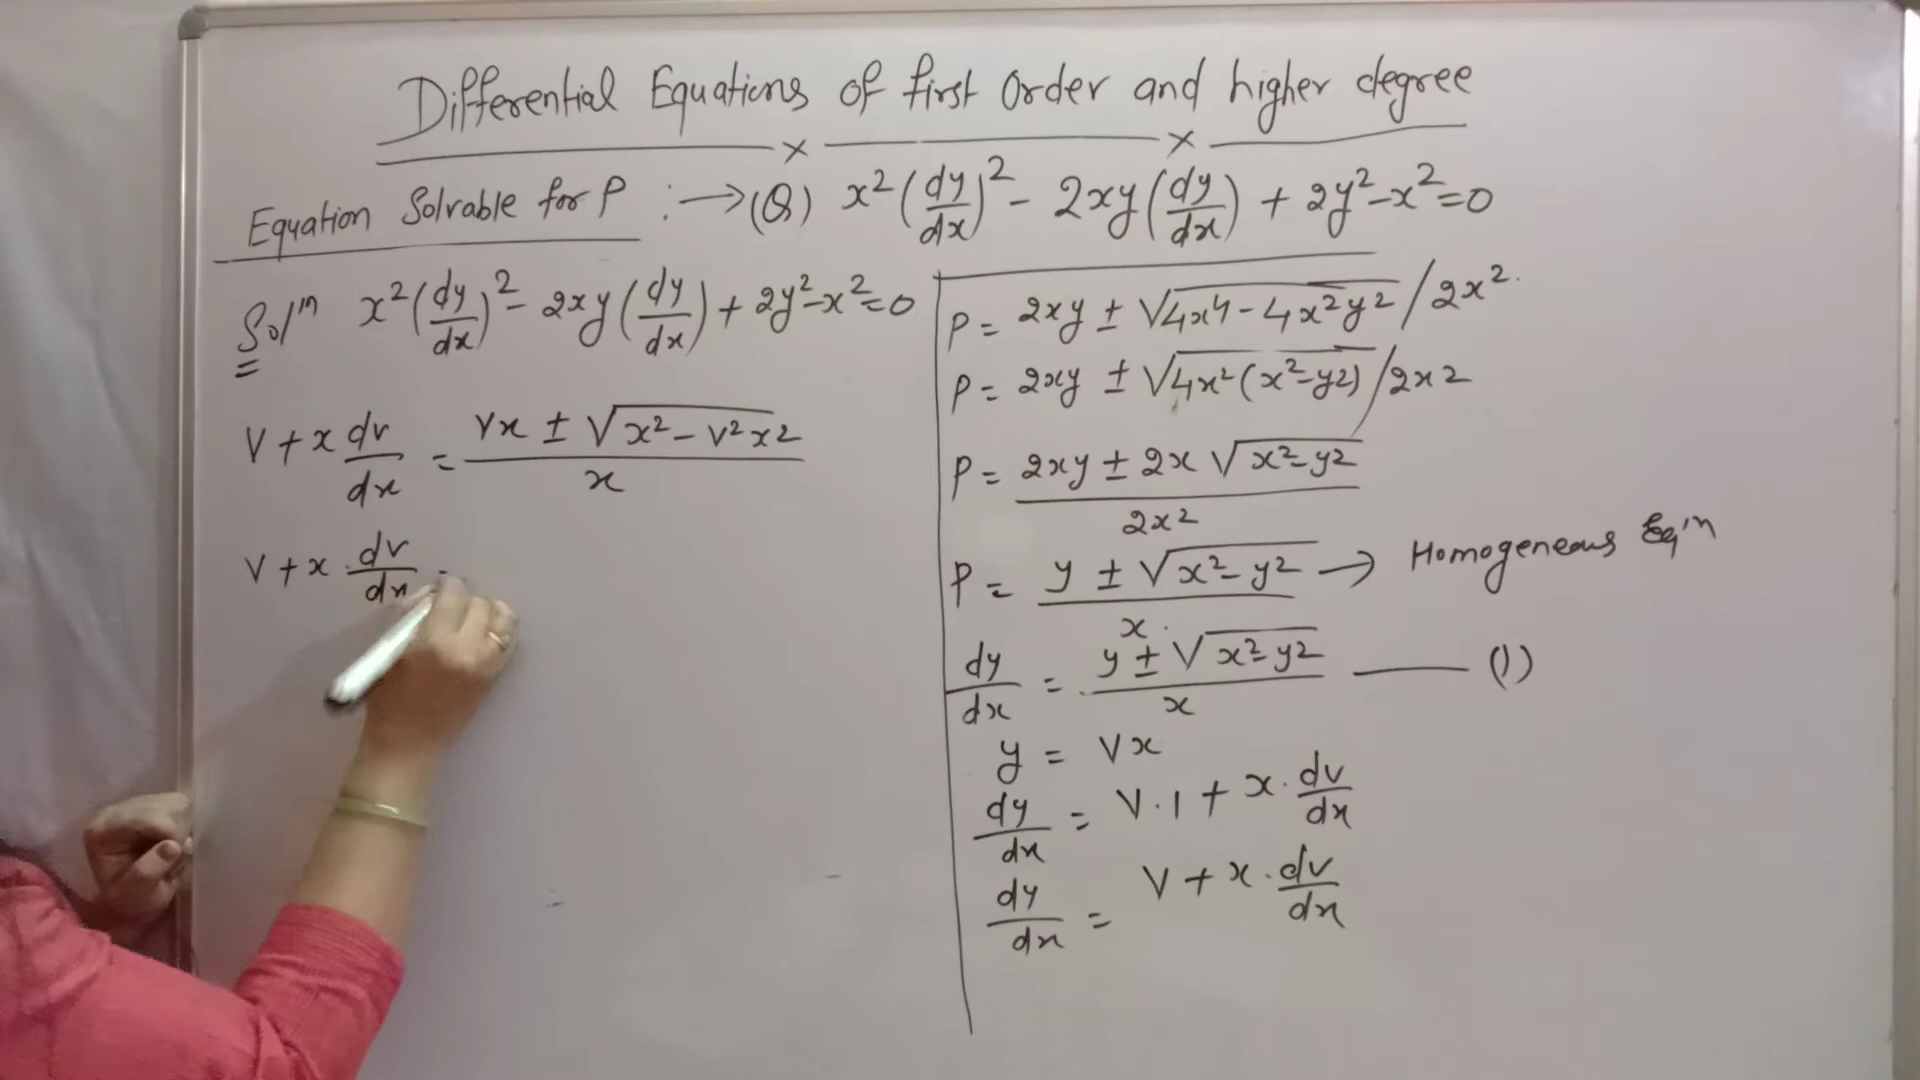 Differential Equations of first Order and higher degree
Equation Solvable for P :→ (Q) x²(dy/dx)² - 2xy(dy/dx) + 2y²-x²=0
Sol'n x²(dy/dx)² - 2xy(dy/dx) + 2y²-x²=0
V + x dv/dx = (vx ± √(x² - v²x²))/x
V + x · dv/dx =
P = 2xy ± √(4x4 - 4x²y²) / 2x².
P = 2xy ± √(4x²(x²-y2)) / 2x2
P = (2xy ± 2x √(x²-y²))/2x²
P = (y ± √(x²-y²))/x → Homogeneous Eq'n
dy/dx = (y ± √(x²-y²))/x —— (1)
y = vx
dy/dx = v·1 + x·dv/dx
dy/dx = v + x·dv/dx